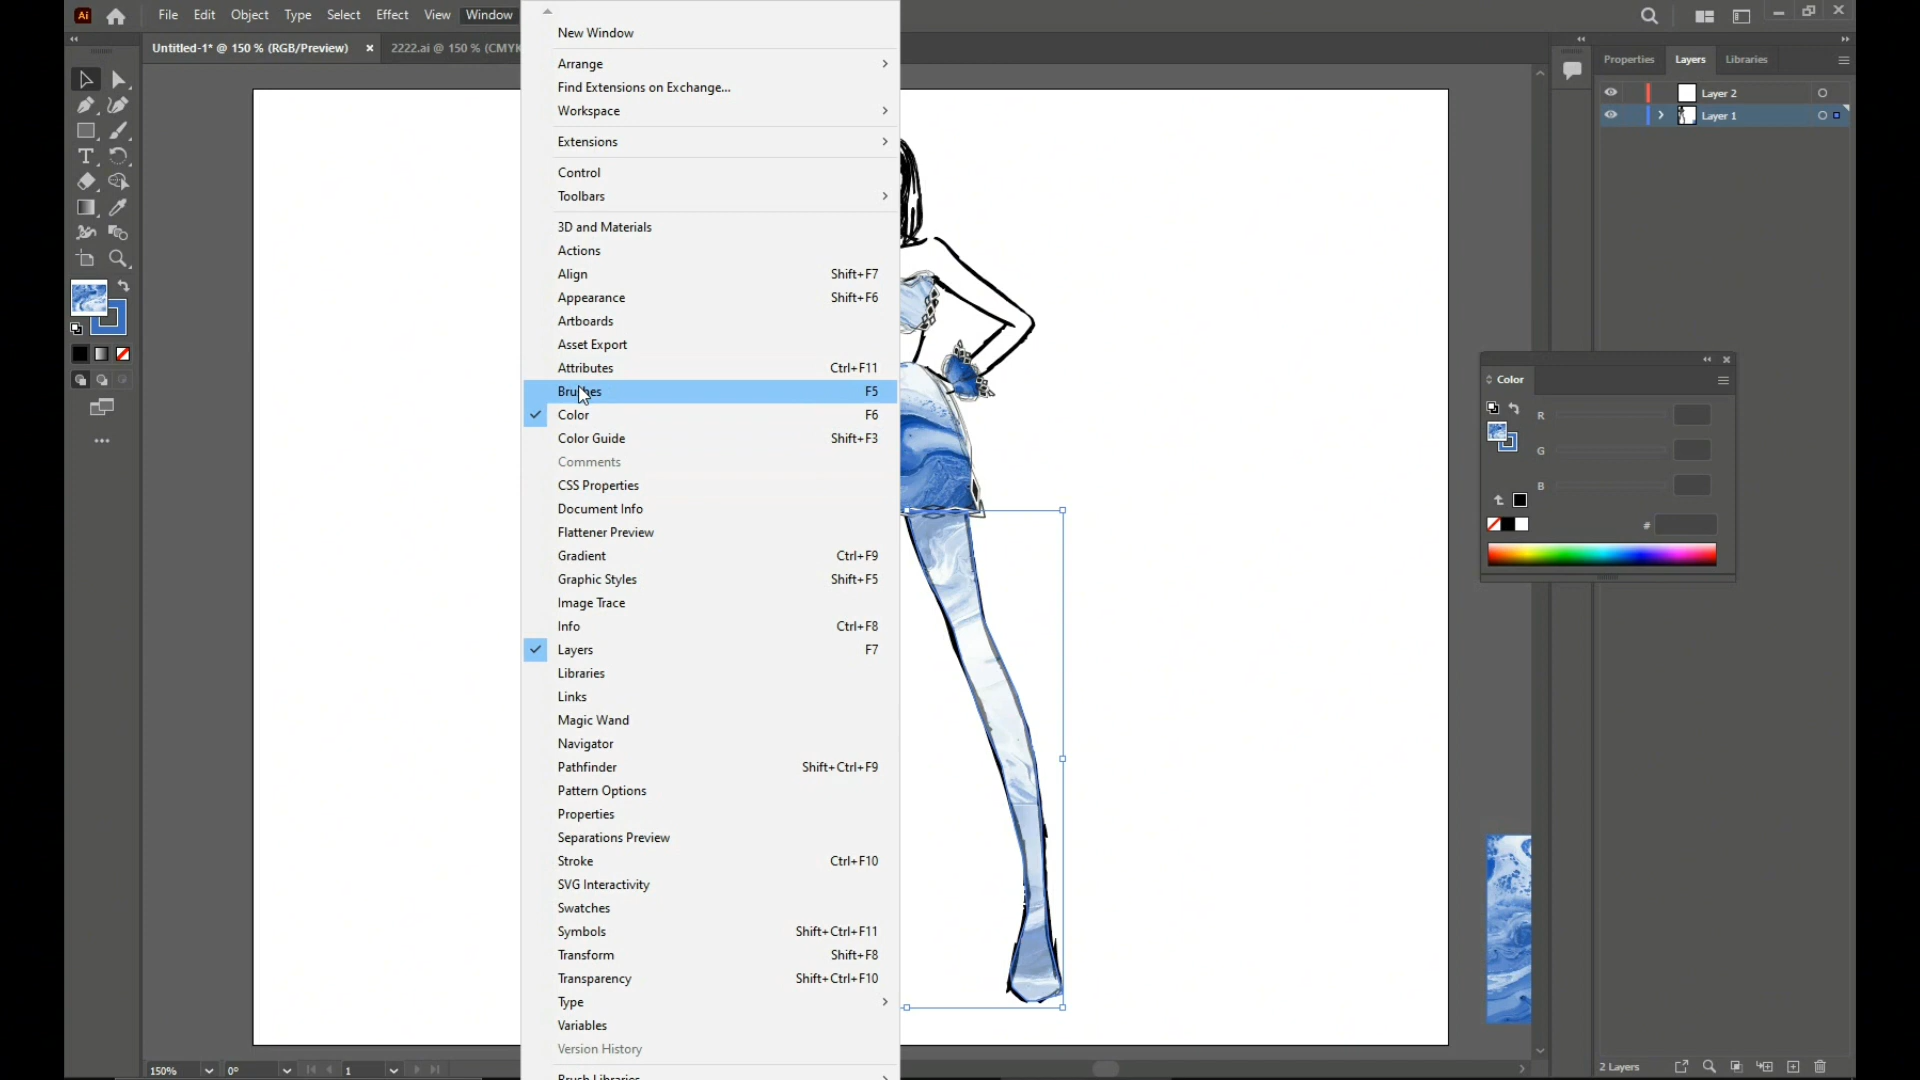 Ai File Edit Object Type Select Effect View Window
Untitled-1* @ 150 % (RGB/Preview) × 2222.ai @ 150 % (CMYK
New Window
Arrange
Find Extensions on Exchange...
Workspace
Extensions
Control
Toolbars
3D and Materials
Actions
Align Shift+F7
Appearance Shift+F6
Artboards
Asset Export
Attributes Ctrl+F11
Brushes F5
Color F6
Color Guide Shift+F3
Comments
CSS Properties
Document Info
Flattener Preview
Gradient Ctrl+F9
Graphic Styles Shift+F5
Image Trace
Info Ctrl+F8
Layers F7
Libraries
Links
Magic Wand
Navigator
Pathfinder Shift+Ctrl+F9
Pattern Options
Properties
Separations Preview
Stroke Ctrl+F10
SVG Interactivity
Swatches
Symbols Shift+Ctrl+F11
Transform Shift+F8
Transparency Shift+Ctrl+F10
Type
Variables
Version History
Brush Libraries
Properties Layers Libraries
Layer 2
Layer 1
Color
R
G
B
#
150% 0° 1
2 Layers